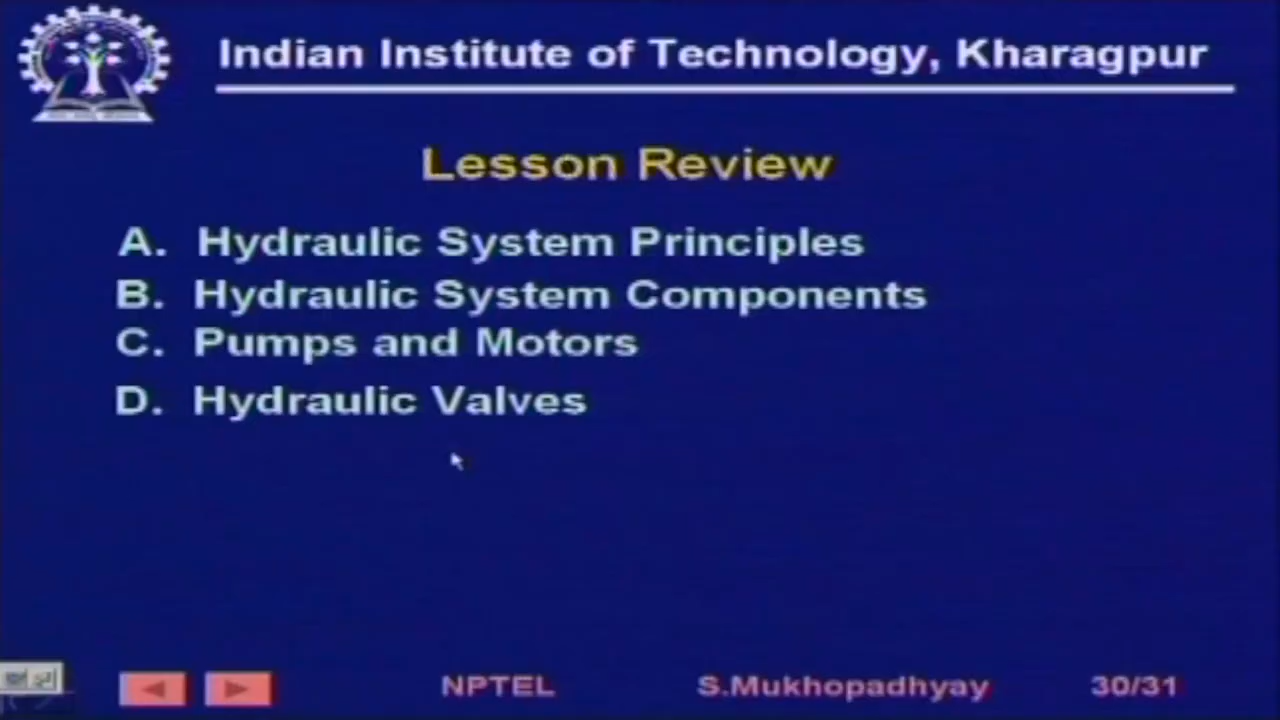 Indian Institute of Technology, Kharagpur
Lesson Review
A. Hydraulic System Principles
B. Hydraulic System Components
C. Pumps and Motors
D. Hydraulic Valves
NPTEL S.Mukhopadhyay 30/31